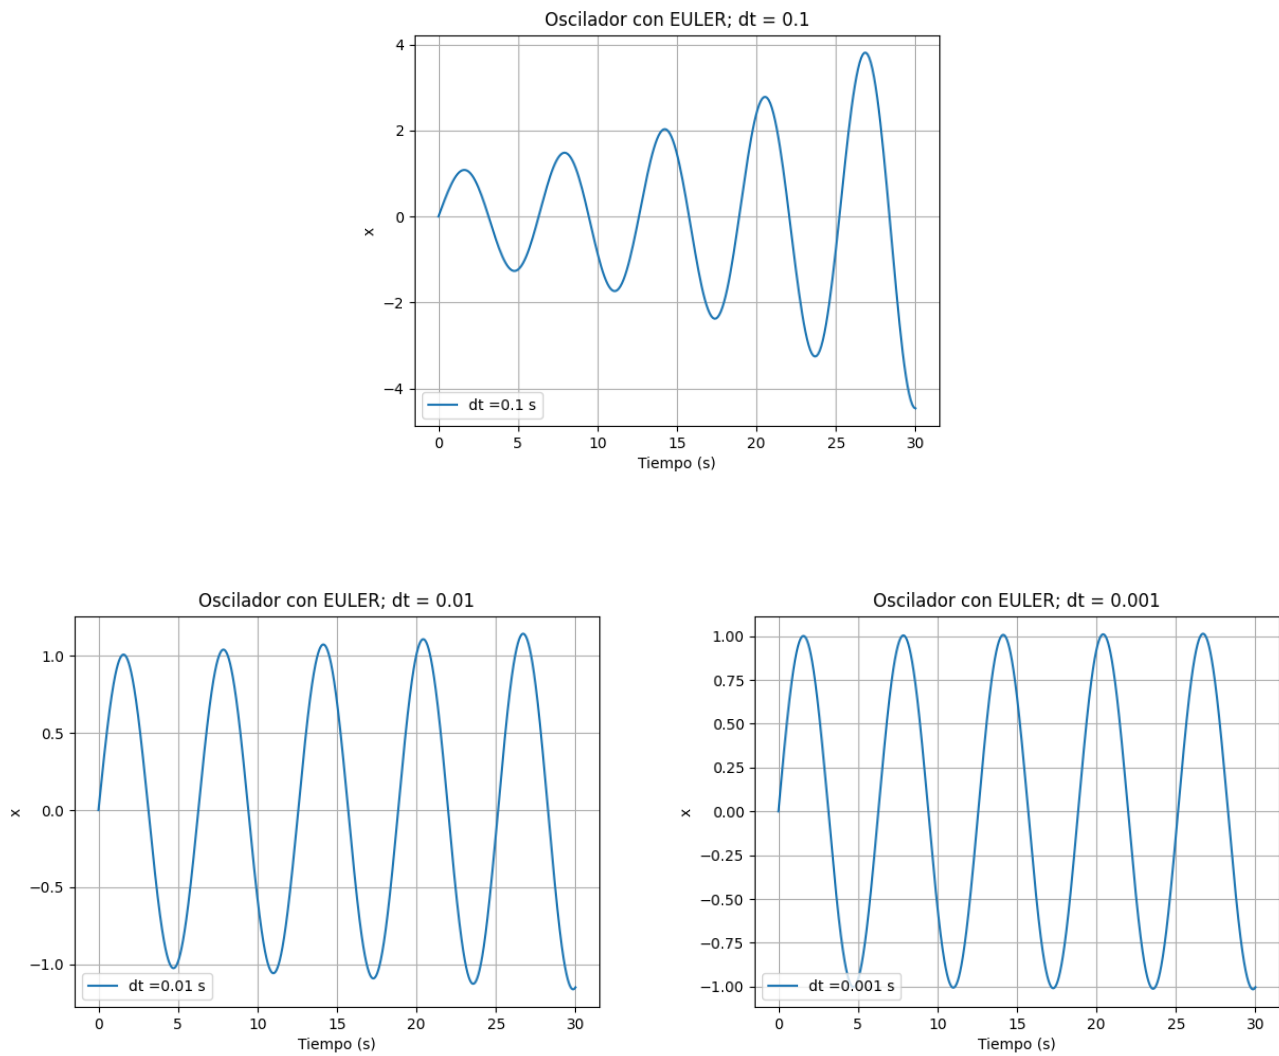 Oscilador con EULER; dt = 0.1
4
2
0
−2
−4
x
dt =0.1 s
0 5 10 15 20 25 30
Tiempo (s)
Oscilador con EULER; dt = 0.01
1.0
0.5
0.0
−0.5
−1.0
x
dt =0.01 s
0 5 10 15 20 25 30
Tiempo (s)
Oscilador con EULER; dt = 0.001
1.00
0.75
0.50
0.25
0.00
−0.25
−0.50
−0.75
−1.00
x
dt =0.001 s
0 5 10 15 20 25 30
Tiempo (s)